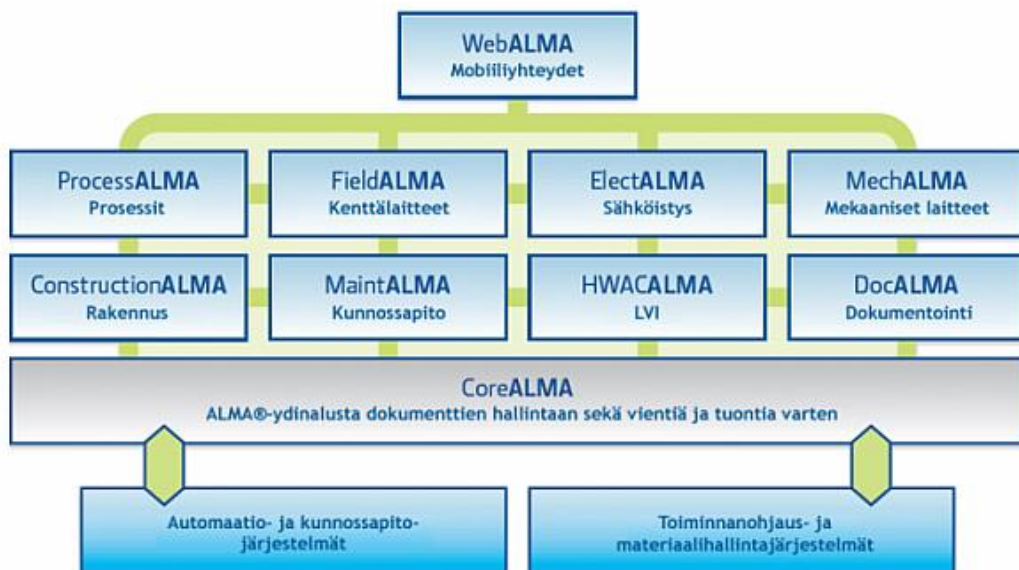 WebALMA
Mobiiliyhteydet
ProcessALMA
Prosessit
FieldALMA
Kenttälaitteet
ElectALMA
Sähköistys
MechALMA
Mekaaniset laitteet
ConstructionALMA
Rakennus
MaintALMA
Kunnossapito
HWACALMA
LVI
DocALMA
Dokumentointi
CoreALMA
ALMA®-ydinalusta dokumenttien hallintaan sekä vientiä ja tuontia varten
Automaatio- ja kunnossapito-
järjestelmät
Toiminnanohjaus- ja
materiaalihallintajärjestelmät